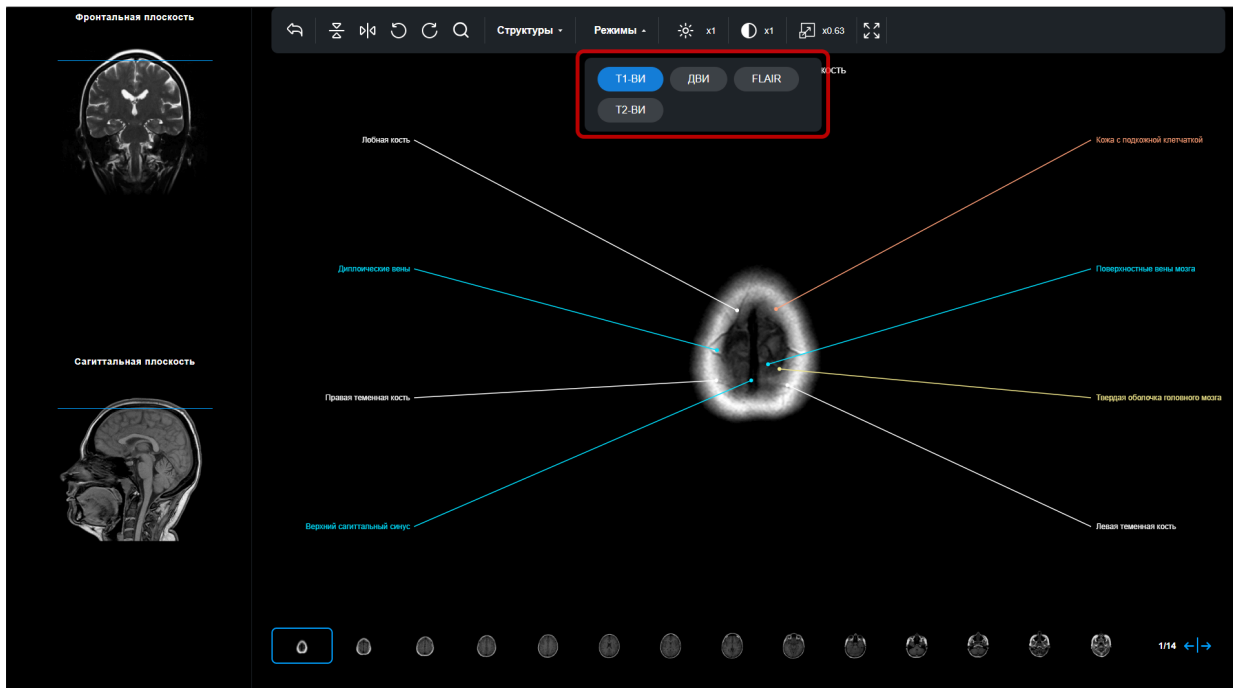 Фронтальная плоскость
Структуры
Режимы
x1
x1
x0.63
Т1-ВИ
ДВИ
FLAIR
Т2-ВИ
Лобная кость
Кожа с подкожной клетчаткой
Диплоические вены
Поверхностные вены мозга
Сагиттальная плоскость
Правая теменная кость
Твердая оболочка головного мозга
Верхний сагиттальный синус
Левая теменная кость
1/14